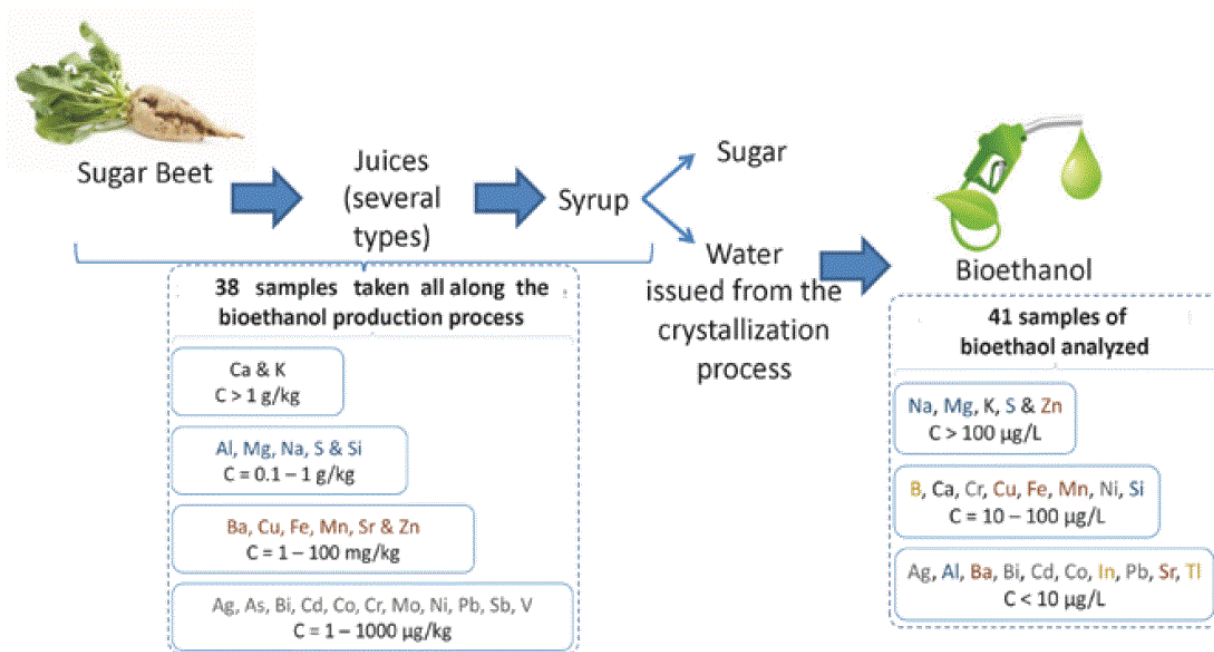 Sugar Beet
Juices
(several
types)
Syrup
Sugar
Water
issued from the
crystallization
process
Bioethanol
38 samples taken all along the
bioethanol production process
Ca & K
C > 1 g/kg
Al, Mg, Na, S & Si
C = 0.1 – 1 g/kg
Ba, Cu, Fe, Mn, Sr & Zn
C = 1 – 100 mg/kg
Ag, As, Bi, Cd, Co, Cr, Mo, Ni, Pb, Sb, V
C = 1 – 1000 µg/kg
41 samples of
bioethaol analyzed
Na, Mg, K, S & Zn
C > 100 µg/L
B, Ca, Cr, Cu, Fe, Mn, Ni, Si
C = 10 – 100 µg/L
Ag, Al, Ba, Bi, Cd, Co, In, Pb, Sr, Tl
C < 10 µg/L